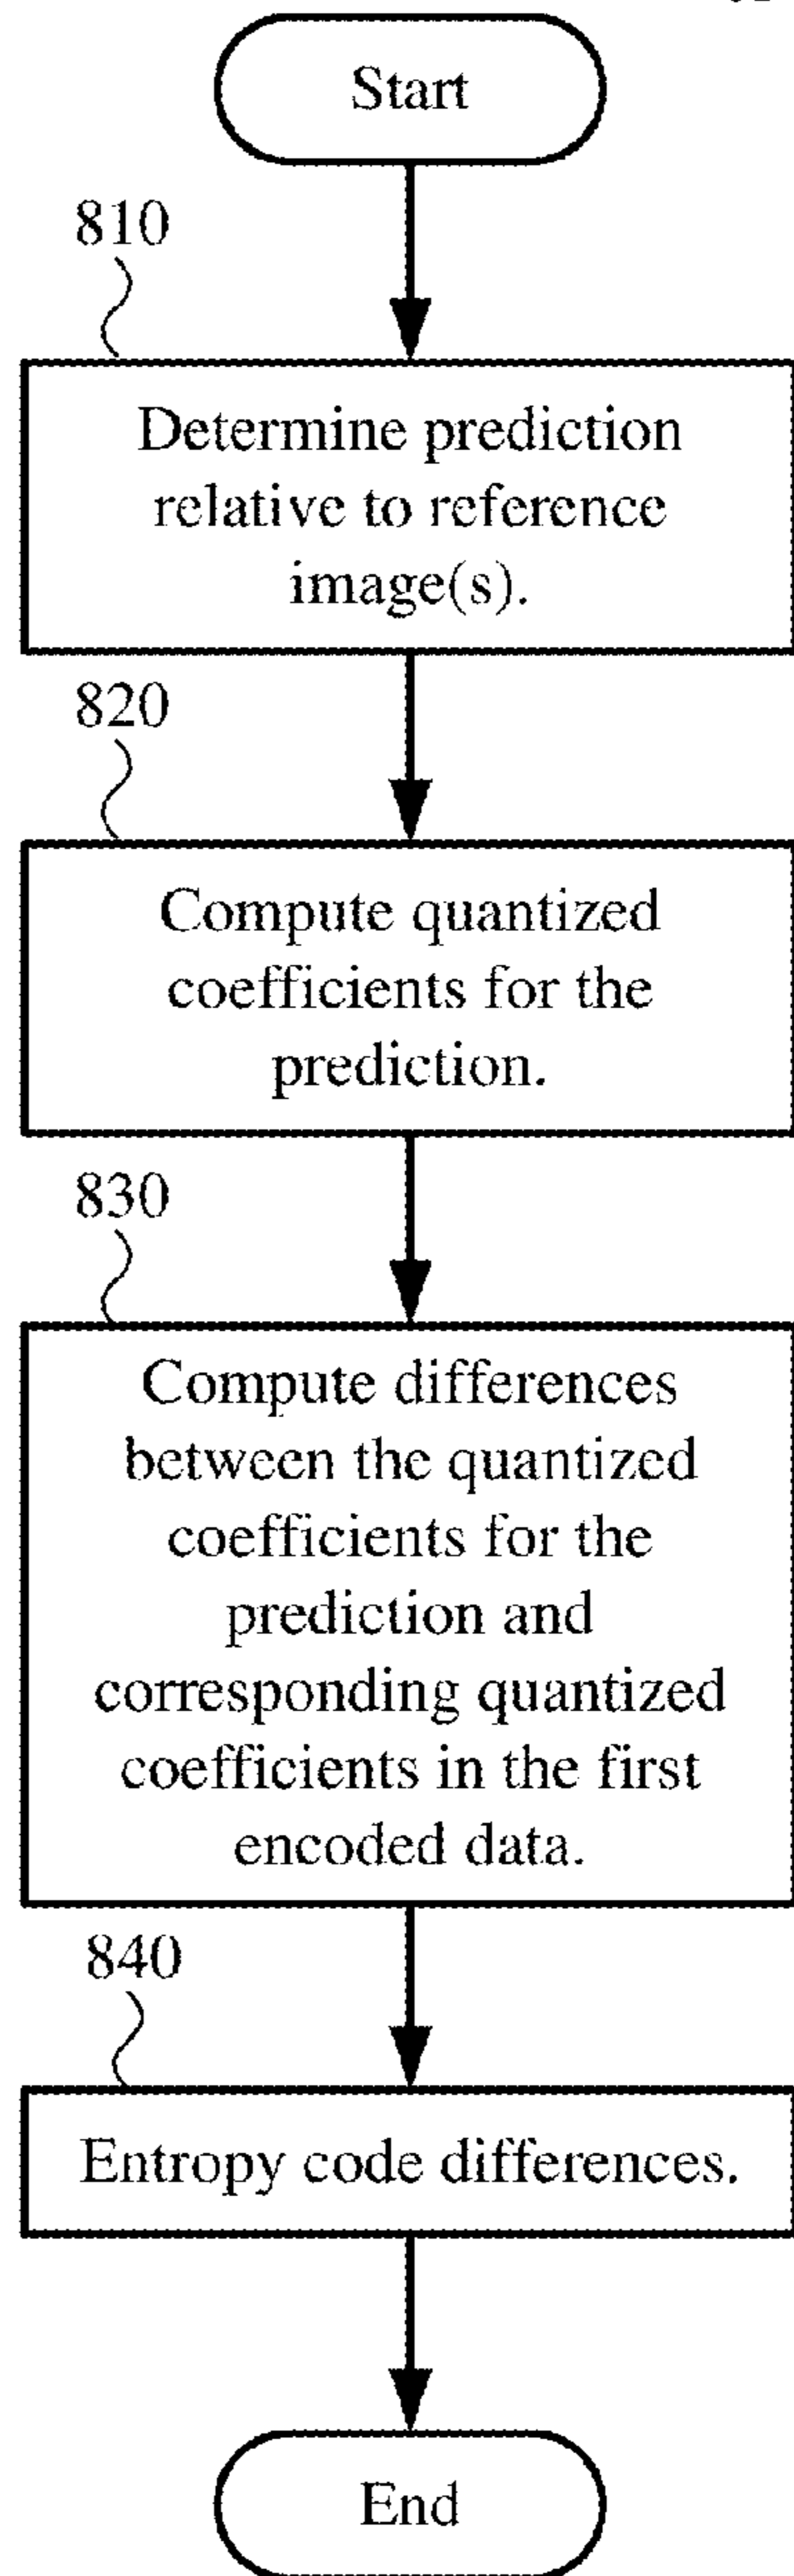 Start
810
Determine prediction
relative to reference
image(s).
820
Compute quantized
coefficients for the
prediction.
830
Compute differences
between the quantized
coefficients for the
prediction and
corresponding quantized
coefficients in the first
encoded data.
840
Entropy code differences.
End